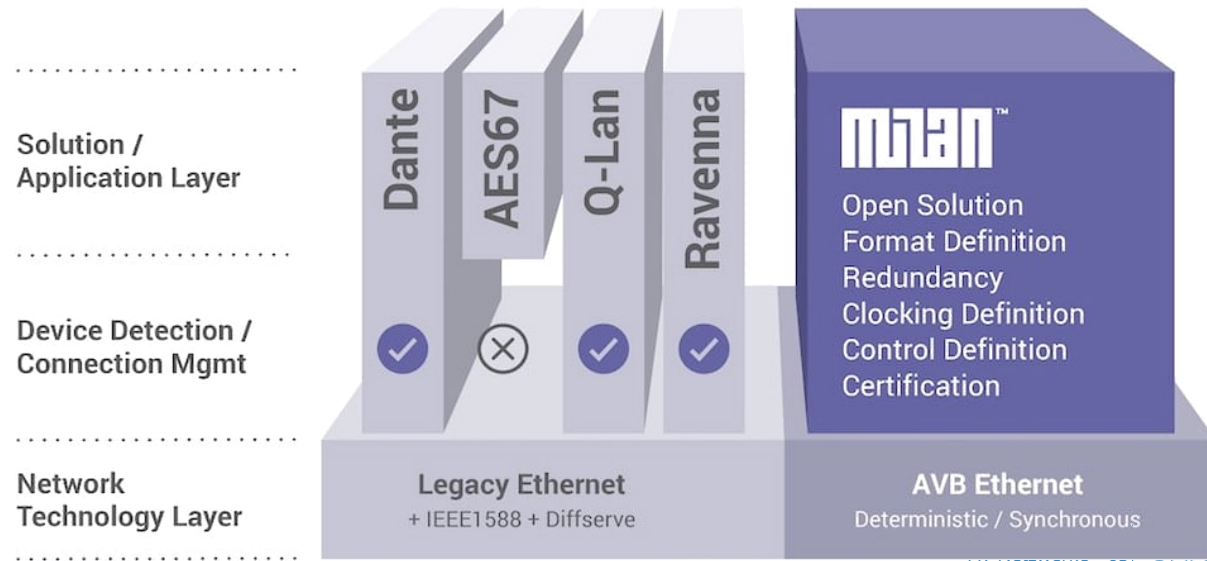 Solution /
Application Layer
Device Detection /
Connection Mgmt
Network
Technology Layer
Dante
AES67
Q-Lan
Ravenna
Legacy Ethernet
+ IEEE1588 + Diffserve
milan™
Open Solution
Format Definition
Redundancy
Clocking Definition
Control Definition
Certification
AVB Ethernet
Deterministic / Synchronous